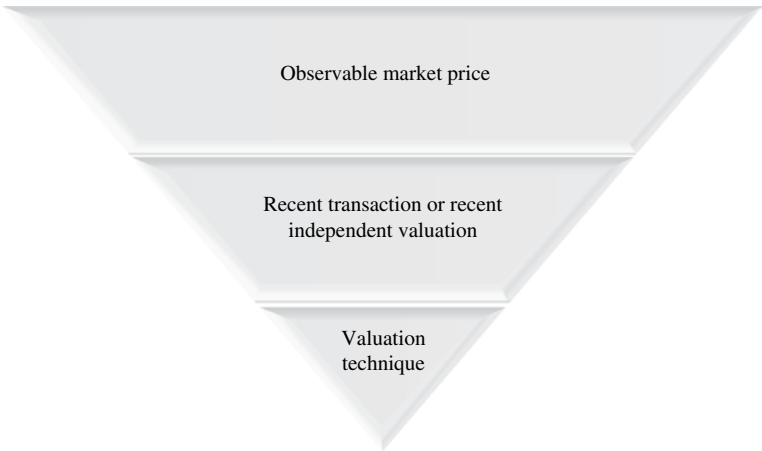 Observable market price
Recent transaction or recent
independent valuation
Valuation
technique